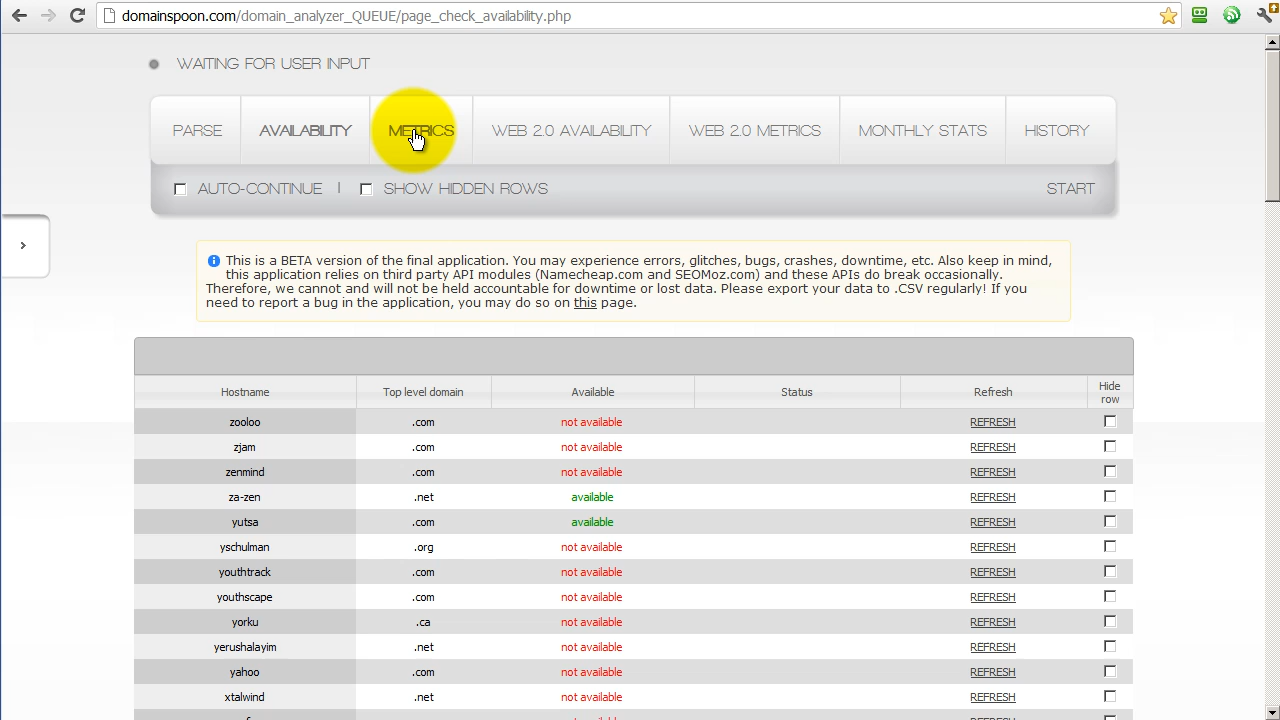 domainspoon.com/domain_analyzer_QUEUE/page_check_availability.php
WAITING FOR USER INPUT
PARSE AVAILABILITY METRICS WEB 2.0 AVAILABILITY WEB 2.0 METRICS MONTHLY STATS HISTORY
AUTO-CONTINUE | SHOW HIDDEN ROWS START
This is a BETA version of the final application. You may experience errors, glitches, bugs, crashes, downtime, etc. Also keep in mind,
this application relies on third party API modules (Namecheap.com and SEOMoz.com) and these APIs do break occasionally.
Therefore, we cannot and will not be held accountable for downtime or lost data. Please export your data to .CSV regularly! If you
need to report a bug in the application, you may do so on this page.
Hostname Top level domain Available Status Refresh Hide row
zooloo .com not available REFRESH
zjam .com not available REFRESH
zenmind .com not available REFRESH
za-zen .net available REFRESH
yutsa .com available REFRESH
yschulman .org not available REFRESH
youthtrack .com not available REFRESH
youthscape .com not available REFRESH
yorku .ca not available REFRESH
yerushalayim .net not available REFRESH
yahoo .com not available REFRESH
xtalwind .net not available REFRESH